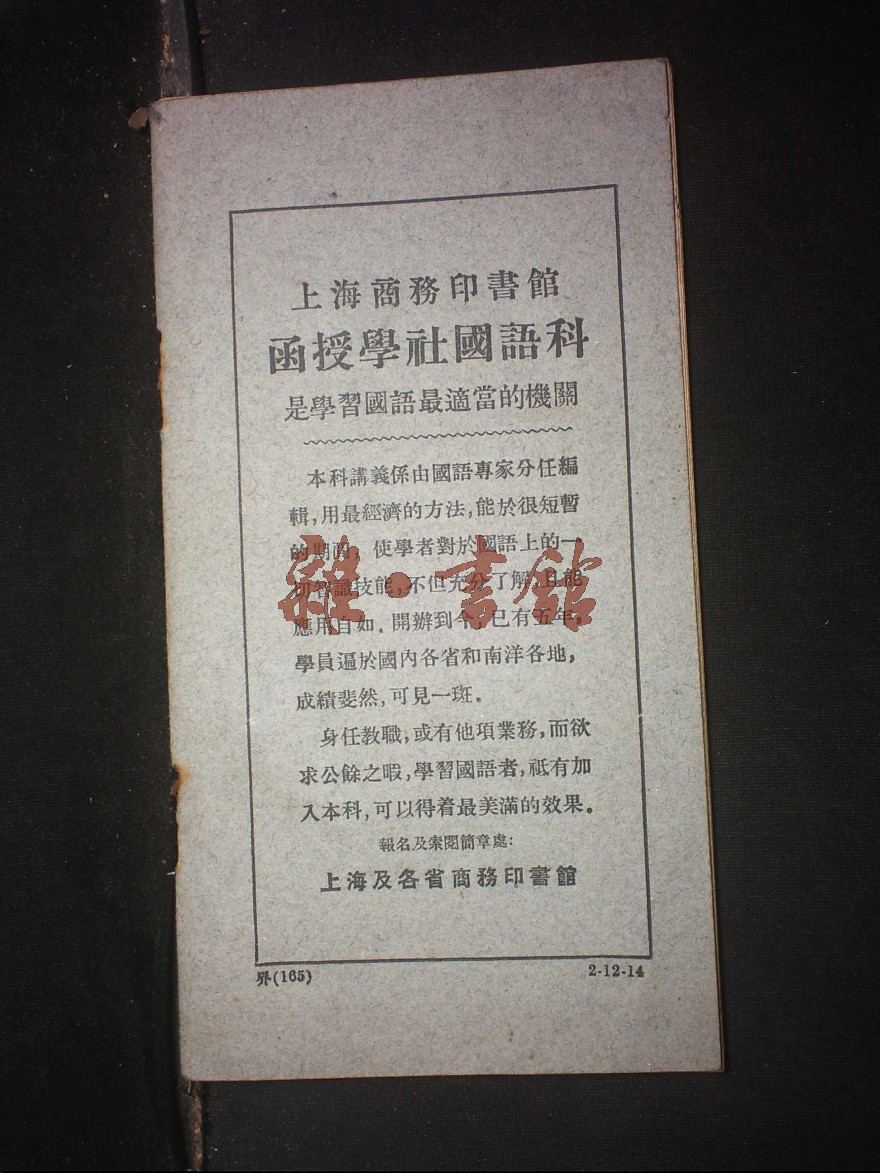 上海商務印書館
函授學社國語科
是學習國語最適當的機關
本科講義係由國語專家分任編
輯,用最經濟的方法,能於很短暫
的期間,使學者對於國語上的一
切智識技能,不但充分了解,且能
應用自如.開辦到今,已有五年,
學員遍於國內各省和南洋各地,
成績斐然,可見一斑.
身任教職,或有他項業務,而欲
求公餘之暇,學習國語者,祗有加
入本科,可以得着最美滿的效果.
報名及索閱簡章處:
上海及各省商務印書館
外(165)
2-12-14
雜·書館